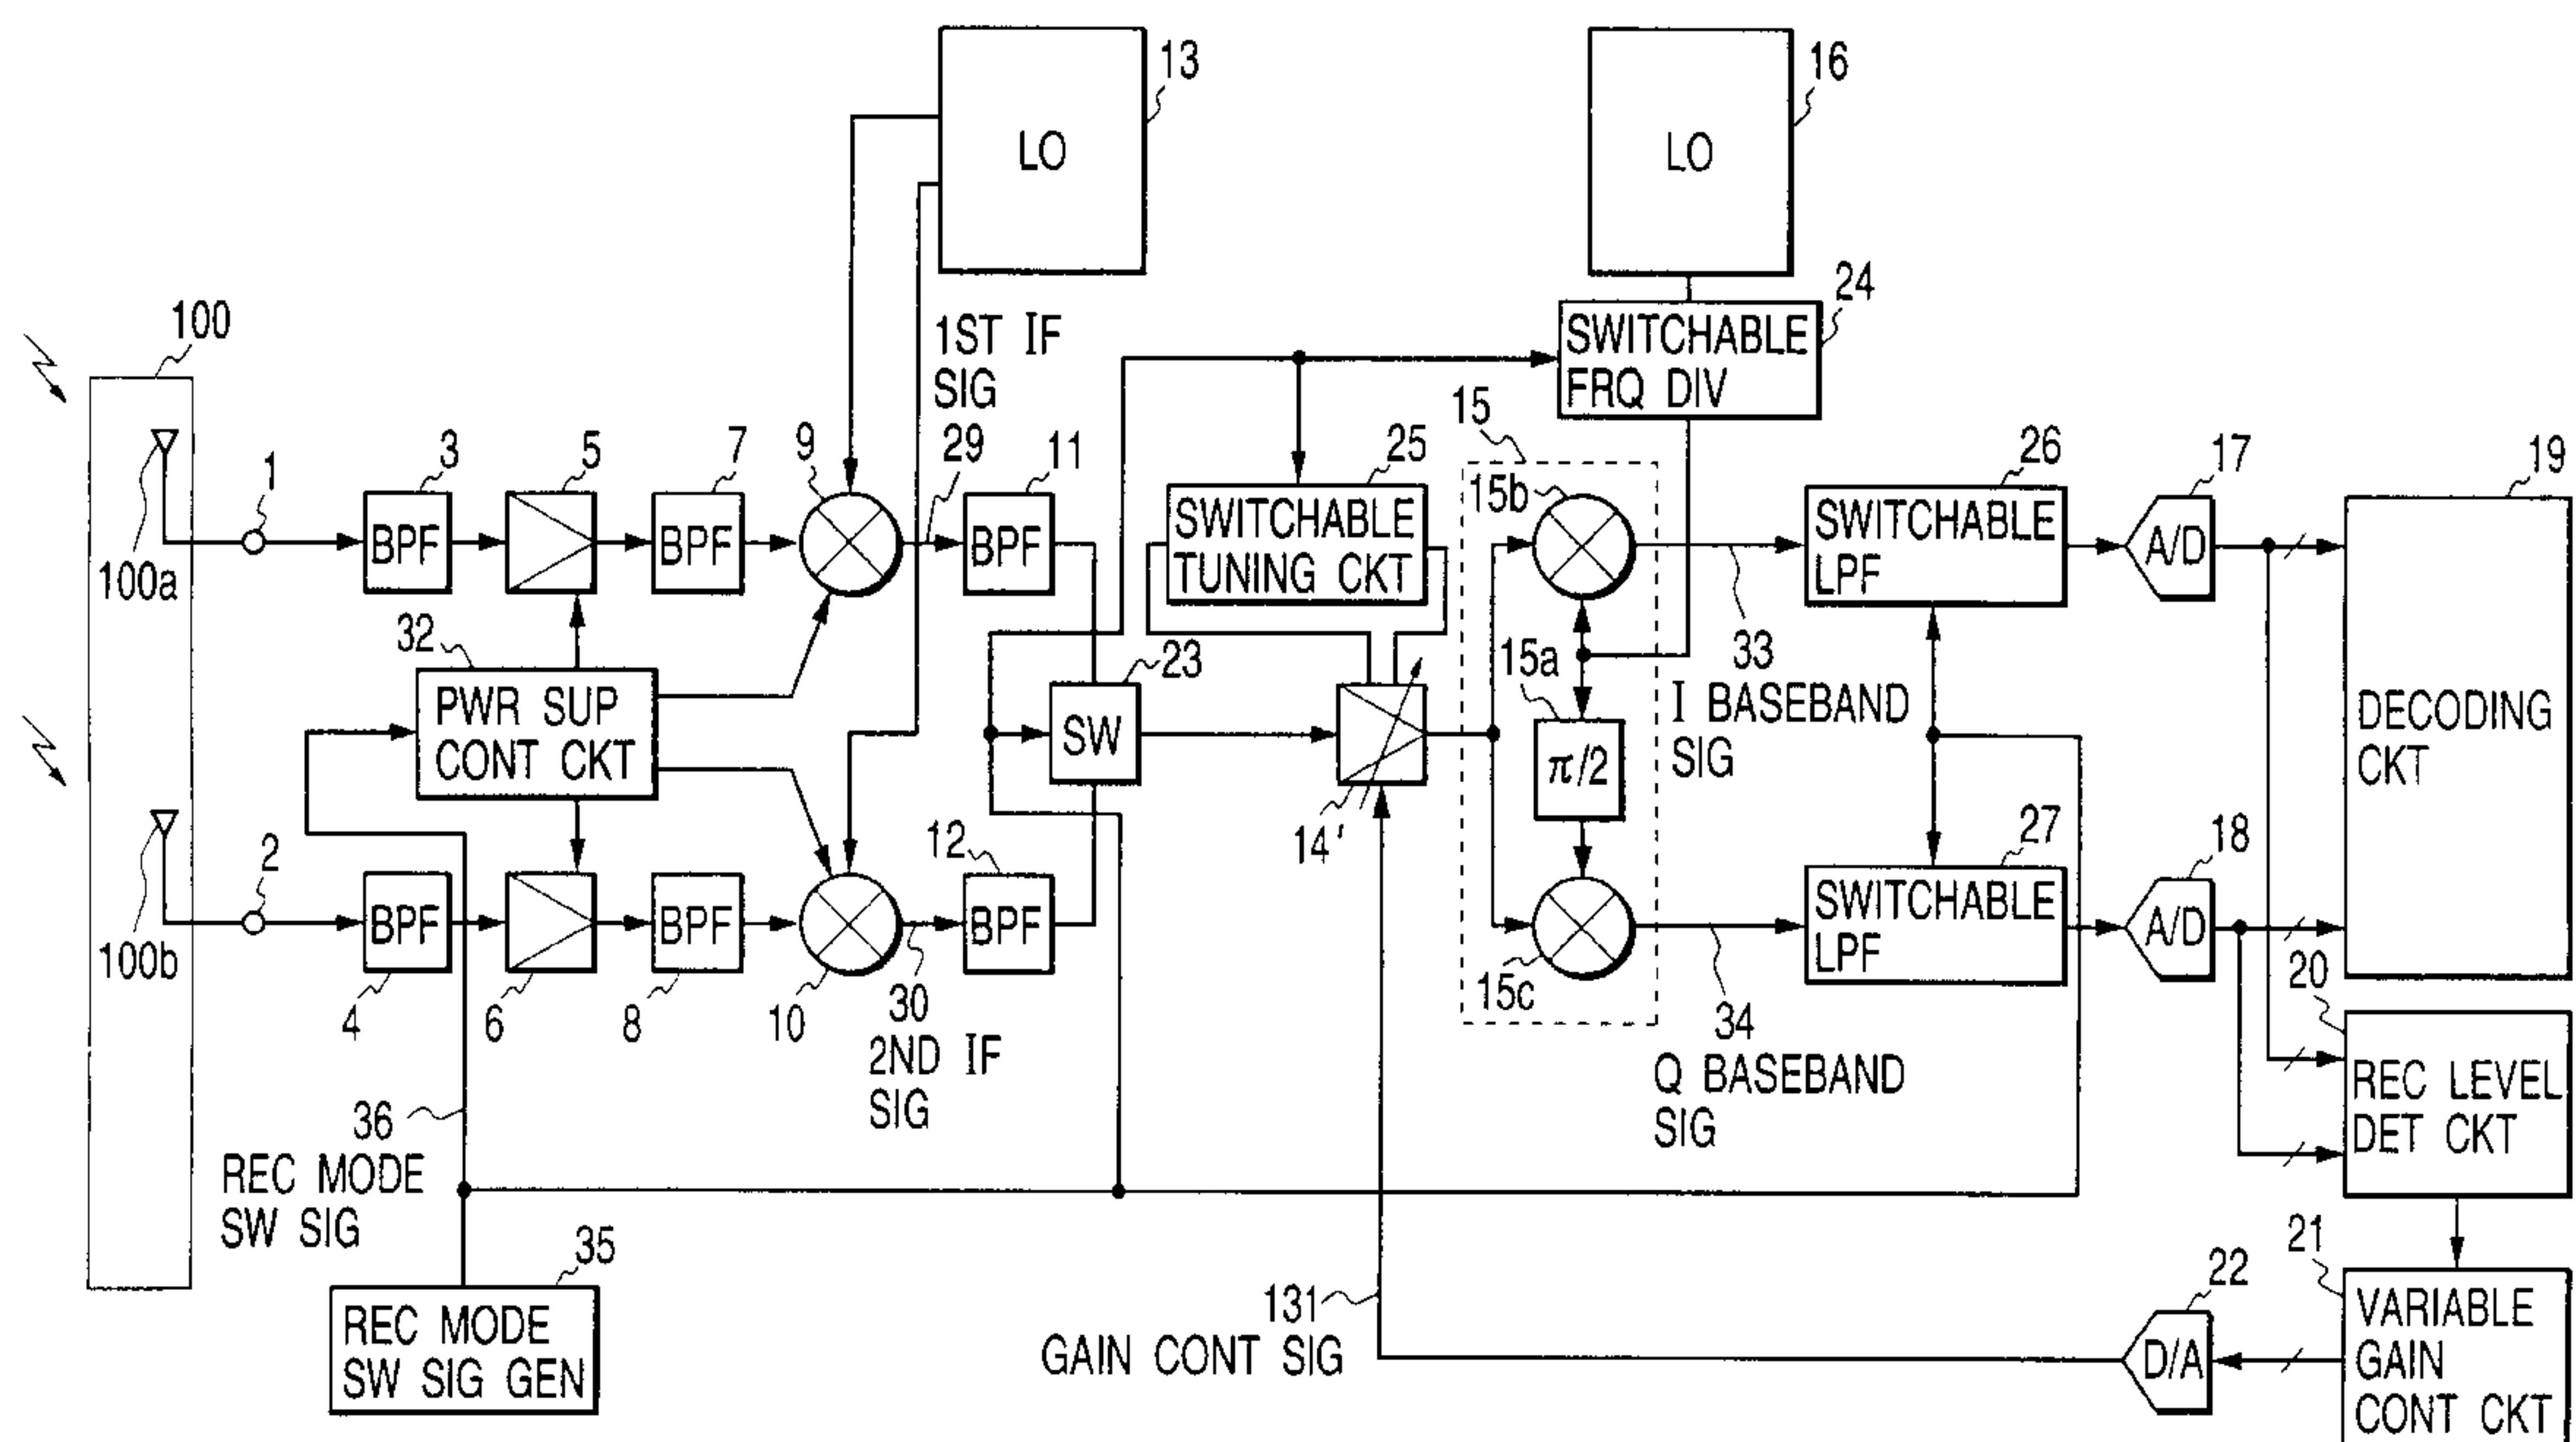 13
LO
16
LO
100
24
SWITCHABLE
FRQ DIV
1ST IF
SIG
29
100a
1
3
BPF
5
7
BPF
9
11
BPF
25
SWITCHABLE
TUNING CKT
15
15b
26
SWITCHABLE
LPF
17
A/D
19
DECODING
CKT
32
PWR SUP
CONT CKT
23
SW
14'
15a
π/2
33
I BASEBAND
SIG
100b
2
BPF
4
6
BPF
8
10
30
2ND IF
SIG
12
BPF
15c
34
Q BASEBAND
SIG
27
SWITCHABLE
LPF
18
A/D
20
REC LEVEL
DET CKT
36
REC MODE
SW SIG
35
REC MODE
SW SIG GEN
131
GAIN CONT SIG
22
D/A
21
VARIABLE
GAIN
CONT CKT